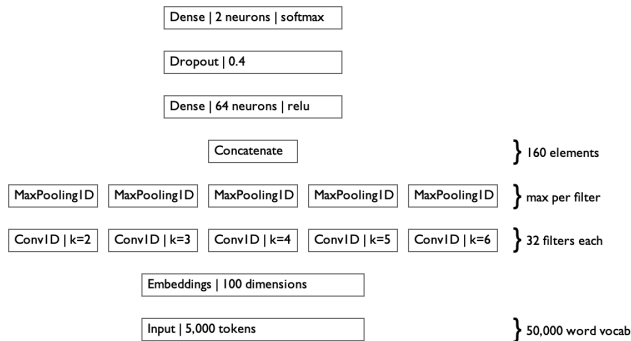 Dense | 2 neurons | softmax
Dropout | 0.4
Dense | 64 neurons | relu
Concatenate
} 160 elements
MaxPooling1D MaxPooling1D MaxPooling1D MaxPooling1D MaxPooling1D
} max per filter
Conv1D | k=2 Conv1D | k=3 Conv1D | k=4 Conv1D | k=5 Conv1D | k=6
} 32 filters each
Embeddings | 100 dimensions
Input | 5,000 tokens
} 50,000 word vocab